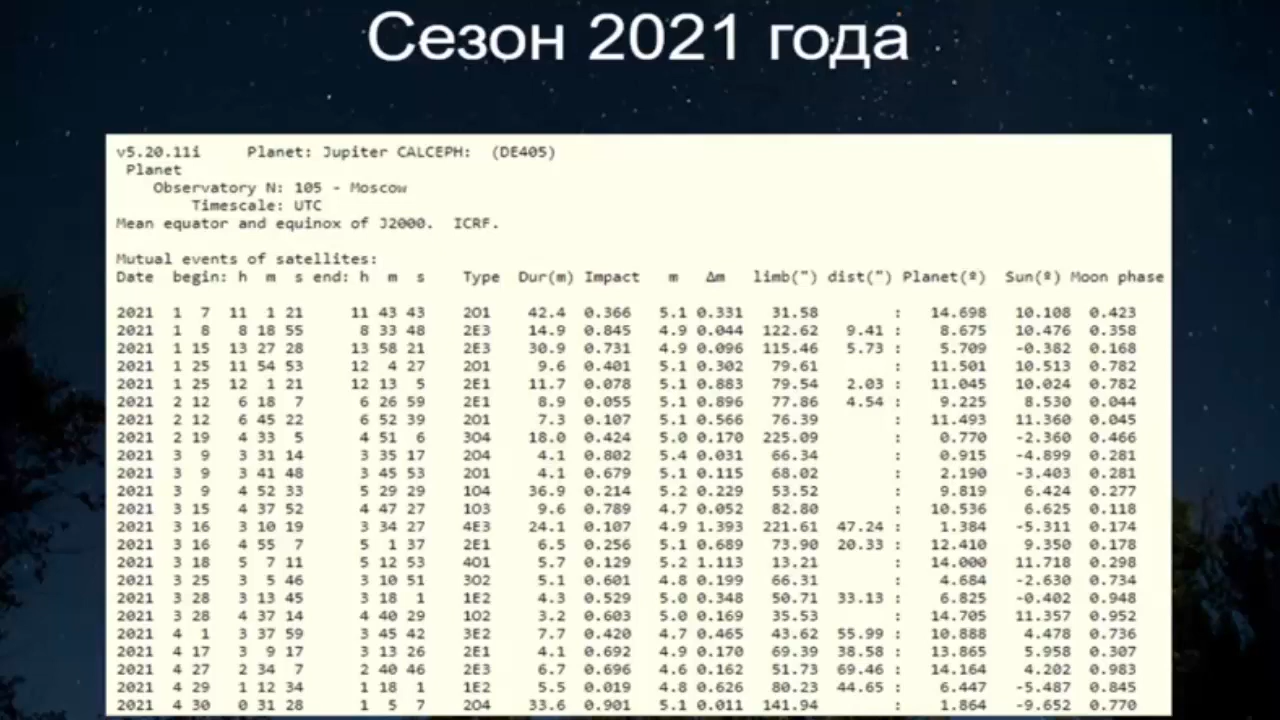 Сезон 2021 года
v5.20.11i Planet: Jupiter CALCEPH: (DE405)
Planet
Observatory N: 105 - Moscow
Timescale: UTC
Mean equator and equinox of J2000. ICRF.
Mutual events of satellites:
Date begin: h m s end: h m s Type Dur(m) Impact m Δm limb(") dist(") Planet(º) Sun(º) Moon phase
2021 1 7 11 1 21 11 43 43 2O1 42.4 0.366 5.1 0.331 31.58 : 14.698 10.108 0.423
2021 1 8 8 18 55 8 33 48 2E3 14.9 0.845 4.9 0.044 122.62 9.41 : 8.675 10.476 0.358
2021 1 15 13 27 28 13 58 21 2E3 30.9 0.731 4.9 0.096 115.46 5.73 : 5.709 -0.382 0.168
2021 1 25 11 54 53 12 4 27 2O1 9.6 0.401 5.1 0.302 79.61 : 11.501 10.513 0.782
2021 1 25 12 1 21 12 13 5 2E1 11.7 0.078 5.1 0.883 79.54 2.03 : 11.045 10.024 0.782
2021 2 12 6 18 7 6 26 59 2E1 8.9 0.055 5.1 0.896 77.86 4.54 : 9.225 8.530 0.044
2021 2 12 6 45 22 6 52 39 2O1 7.3 0.107 5.1 0.566 76.39 : 11.493 11.360 0.045
2021 2 19 4 33 5 4 51 6 3O4 18.0 0.424 5.0 0.170 225.09 : 0.770 -2.360 0.466
2021 3 9 3 31 14 3 35 17 2O4 4.1 0.802 5.4 0.031 66.34 : 0.915 -4.899 0.281
2021 3 9 3 41 48 3 45 53 2O1 4.1 0.679 5.1 0.115 68.02 : 2.190 -3.403 0.281
2021 3 9 4 52 33 5 29 29 1O4 36.9 0.214 5.2 0.229 53.52 : 9.819 6.424 0.277
2021 3 15 4 37 52 4 47 27 1O3 9.6 0.789 4.7 0.052 82.80 : 10.536 6.625 0.118
2021 3 16 3 10 19 3 34 27 4E3 24.1 0.107 4.9 1.393 221.61 47.24 : 1.384 -5.311 0.174
2021 3 16 4 55 7 5 1 37 2E1 6.5 0.256 5.1 0.689 73.90 20.33 : 12.410 9.350 0.178
2021 3 18 5 7 11 5 12 53 4O1 5.7 0.129 5.2 1.113 13.21 : 14.000 11.718 0.298
2021 3 25 3 5 46 3 10 51 3O2 5.1 0.601 4.8 0.199 66.31 : 4.684 -2.630 0.734
2021 3 28 3 13 45 3 18 1 1E2 4.3 0.529 5.0 0.348 50.71 33.13 : 6.825 -0.402 0.948
2021 3 28 4 37 14 4 40 29 1O2 3.2 0.603 5.0 0.169 35.53 : 14.705 11.357 0.952
2021 4 1 3 37 59 3 45 42 3E2 7.7 0.420 4.7 0.465 43.62 55.99 : 10.888 4.478 0.736
2021 4 17 3 9 17 3 13 26 2E1 4.1 0.692 4.9 0.170 69.39 38.58 : 13.865 5.958 0.307
2021 4 27 2 34 7 2 40 46 2E3 6.7 0.696 4.6 0.162 51.73 69.46 : 14.164 4.202 0.983
2021 4 29 1 12 34 1 18 1 1E2 5.5 0.019 4.8 0.626 80.23 44.65 : 6.447 -5.487 0.845
2021 4 30 0 31 28 1 5 7 2O4 33.6 0.901 5.1 0.011 141.94 : 1.864 -9.652 0.770